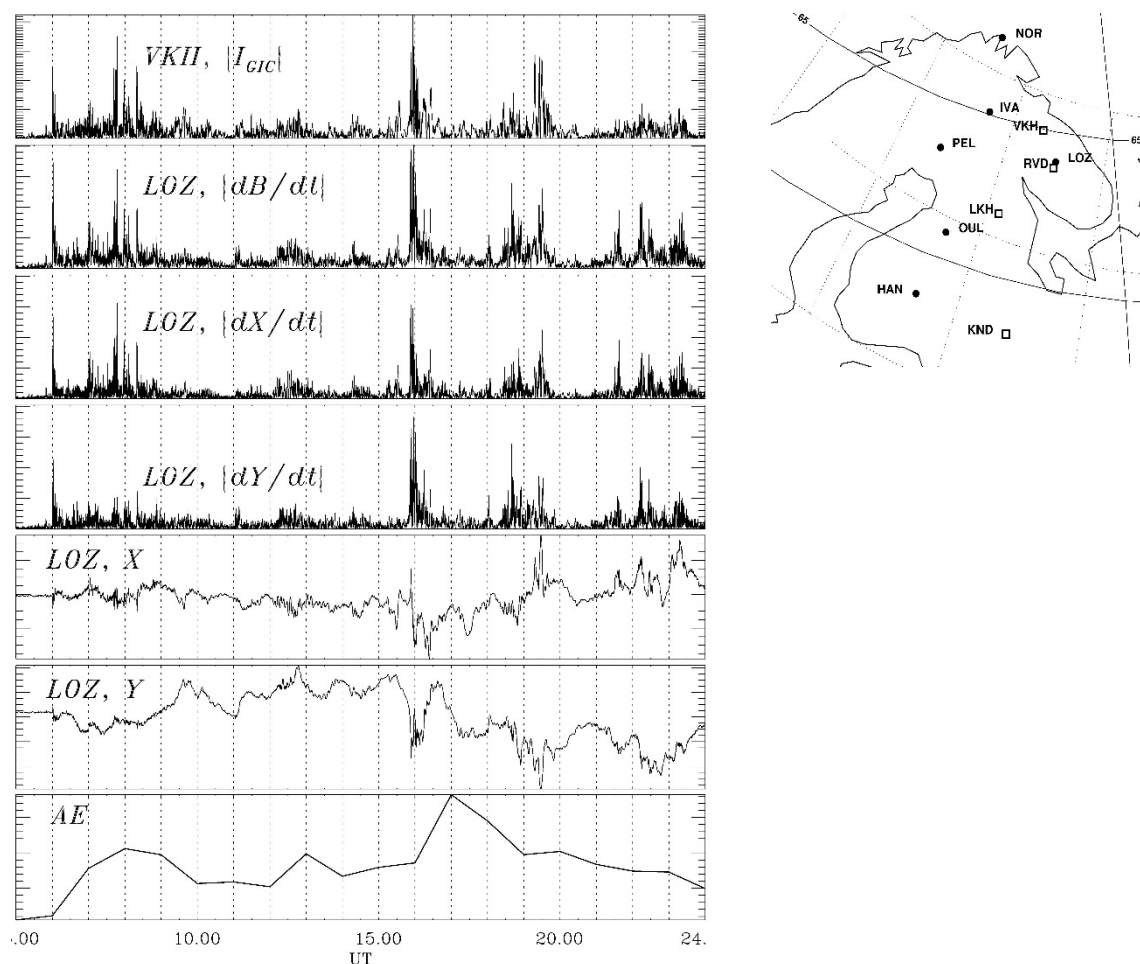 VKH, |I_GIC|
LOZ, |dB/dt|
LOZ, |dX/dt|
LOZ, |dY/dt|
LOZ, X
LOZ, Y
AE
.00 10.00 15.00 20.00 24.
UT
65
NOR
IVA
VKH
65
PEL
LOZ
RVD
LKH
OUL
HAN
KND